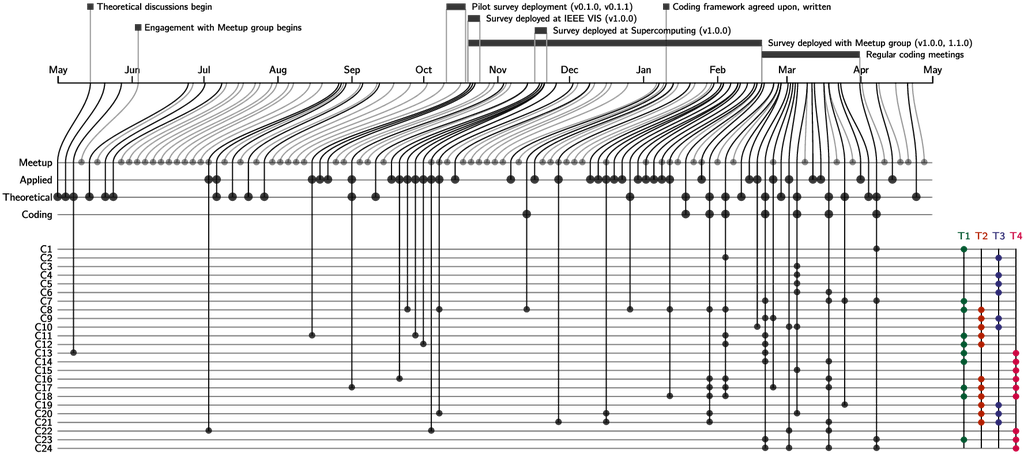 Theoretical discussions begin
Pilot survey deployment (v0.1.0, v0.1.1)
Coding framework agreed upon, written
Survey deployed at IEEE VIS (v1.0.0)
Engagement with Meetup group begins
Survey deployed at Supercomputing (v1.0.0)
Survey deployed with Meetup group (v1.0.0, 1.1.0)
Regular coding meetings
May Jun Jul Aug Sep Oct Nov Dec Jan Feb Mar Apr May
Meetup
Applied
Theoretical
Coding
T1 T2 T3 T4
C1
C2
C3
C4
C5
C6
C7
C8
C9
C10
C11
C12
C13
C14
C15
C16
C17
C18
C19
C20
C21
C22
C23
C24